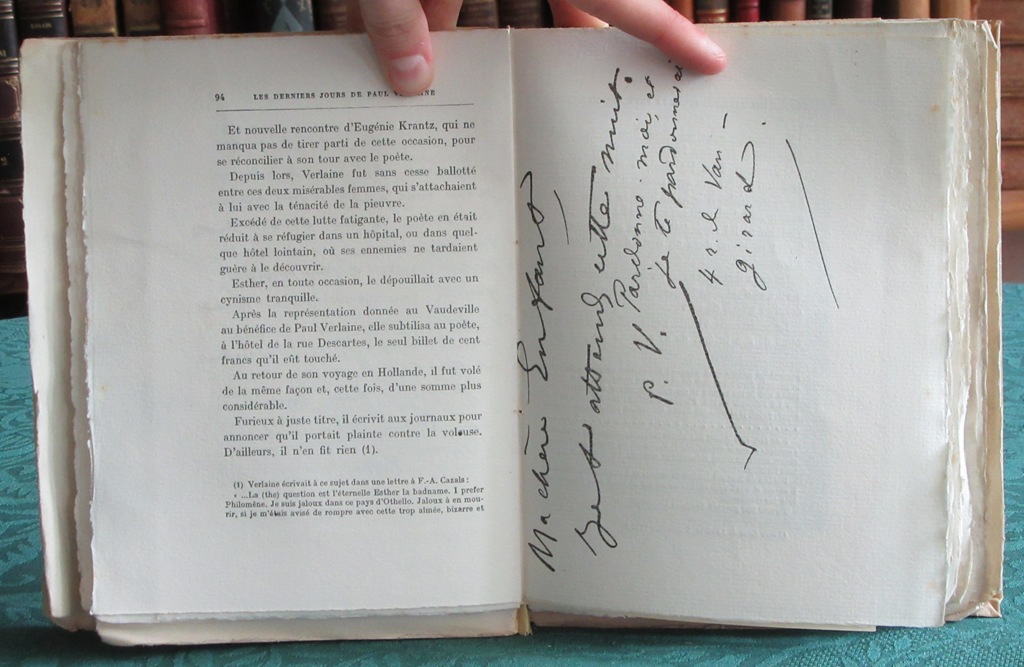 94 LES DERNIERS JOURS DE PAUL VERLAINE
Et nouvelle rencontre d'Eugénie Krantz, qui ne
manqua pas de tirer parti de cette occasion, pour
se réconcilier à son tour avec le poète.
Depuis lors, Verlaine fut sans cesse ballotté
entre ces deux misérables femmes, qui s'attachaient
à lui avec la ténacité de la pieuvre.
Excédé de cette lutte fatigante, le poète en était
réduit à se réfugier dans un hôpital, ou dans quel-
que hôtel lointain, où ses ennemies ne tardaient
guère à le découvrir.
Esther, en toute occasion, le dépouillait avec un
cynisme tranquille.
Après la représentation donnée au Vaudeville
au bénéfice de Paul Verlaine, elle subtilisa au poète,
à l'hôtel de la rue Descartes, le seul billet de cent
francs qu'il eût touché.
Au retour de son voyage en Hollande, il fut volé
de la même façon et, cette fois, d'une somme plus
considérable.
Furieux à juste titre, il écrivit aux journaux pour
annoncer qu'il portait plainte contre la voleuse.
D'ailleurs, il n'en fit rien (1).
(1) Verlaine écrivait à ce sujet dans une lettre à F.-A. Cazals :
« ...La (the) question est l'éternelle Esther la badname. I prefer
Philomène. Je suis jaloux dans ce pays d'Othello. Jaloux à en mou-
rir, si je m'étais avisé de rompre avec cette trop aimée, bizarre et
Ma chère Enfant
Je t'attends cette nuit.
Pardonne-moi, et
P. V. je te pardonnerai
4 r. d Van-
girard